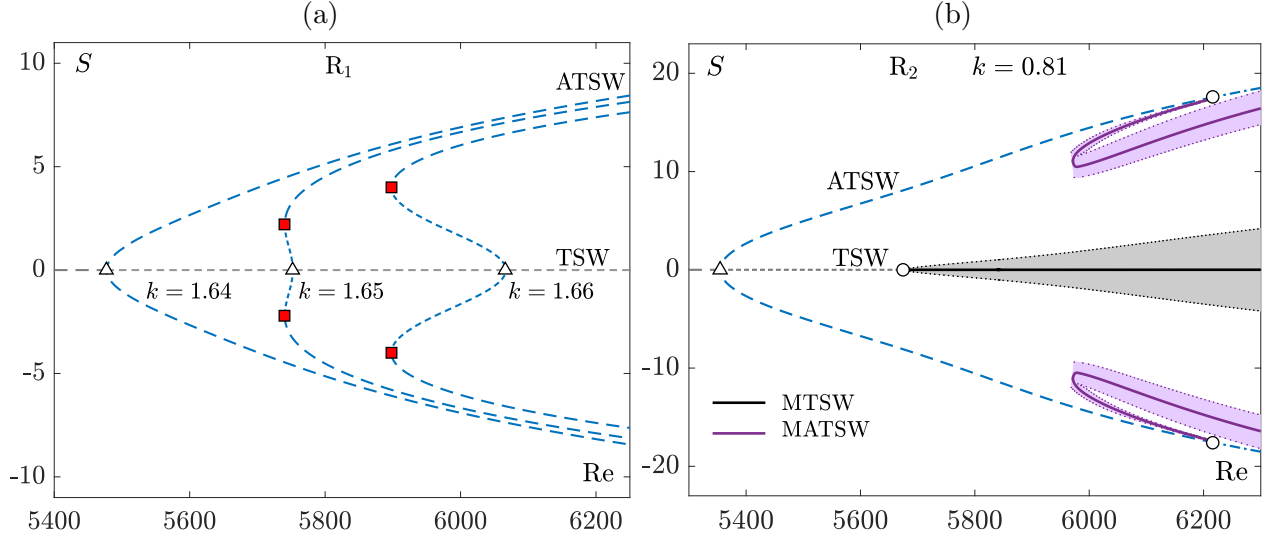 (a)
S R₁
ATSW
10
5
0
-5
-10
TSW
k = 1.64 k = 1.65 k = 1.66
Re
5400 5600 5800 6000 6200
(b)
S R₂ k = 0.81
20
10
0
-10
-20
ATSW
TSW
MTSW
MATSW
Re
5400 5600 5800 6000 6200